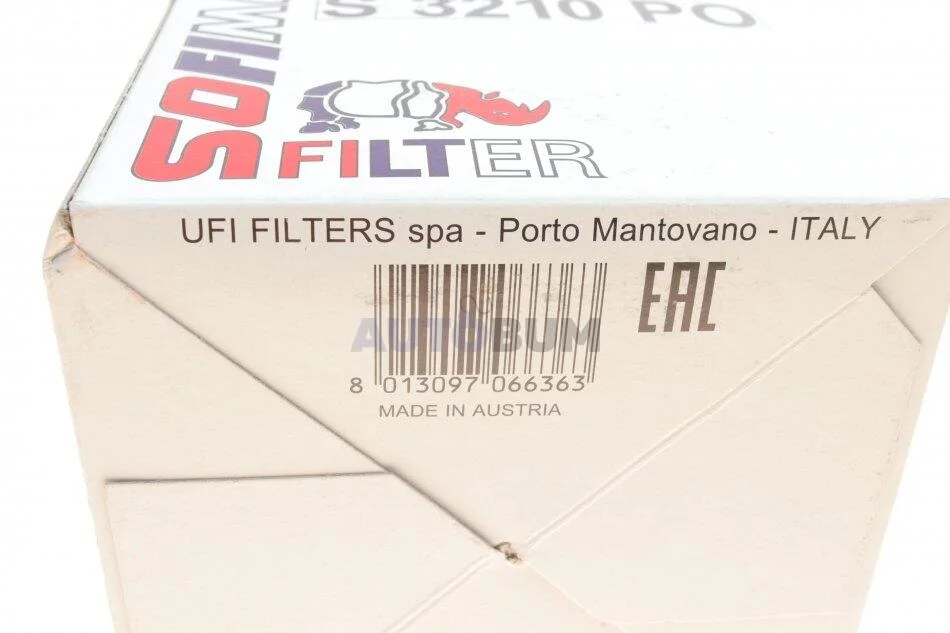 S 3210 PO
SOFIMA
FILTER
UFI FILTERS spa - Porto Mantovano - ITALY
EAC
AUTOBUM
8 013097 066363
MADE IN AUSTRIA